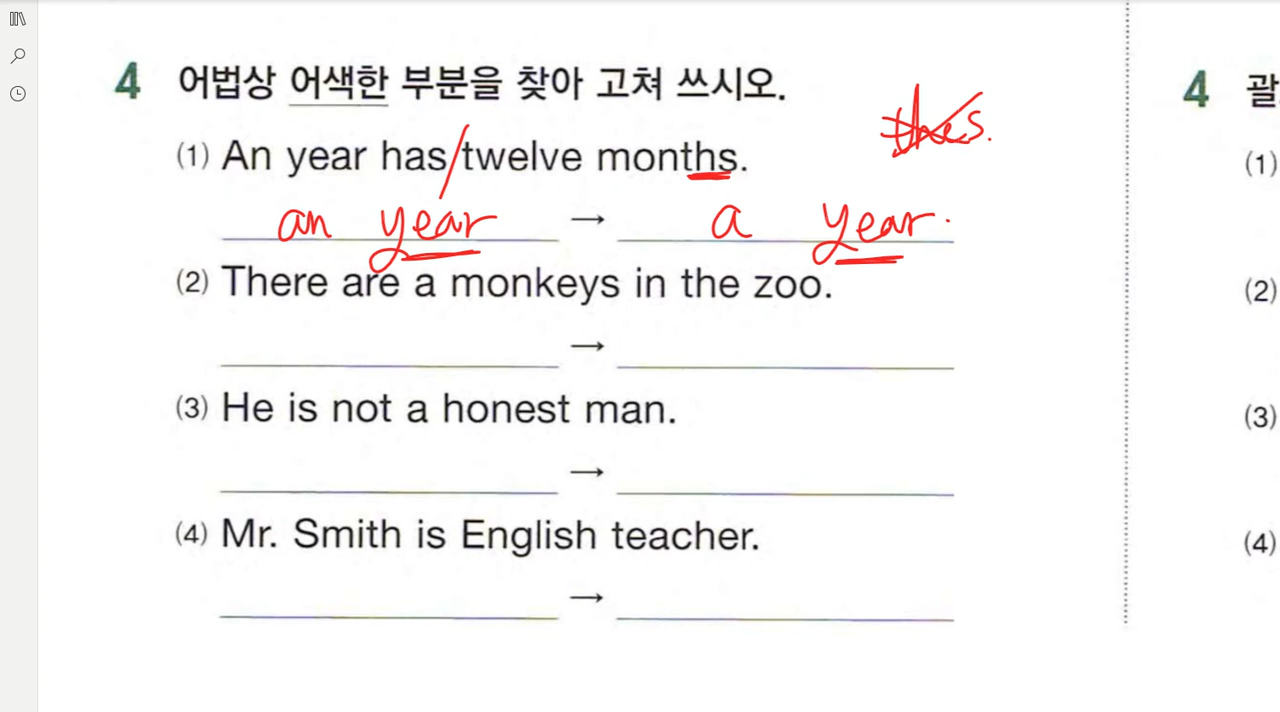 4 어법상 어색한 부분을 찾아 고쳐 쓰시오.
(1) An year has/twelve months.
thes.
an year → a year.
(2) There are a monkeys in the zoo.
→
(3) He is not a honest man.
→
(4) Mr. Smith is English teacher.
→
4 괄
(1)
(2)
(3)
(4)